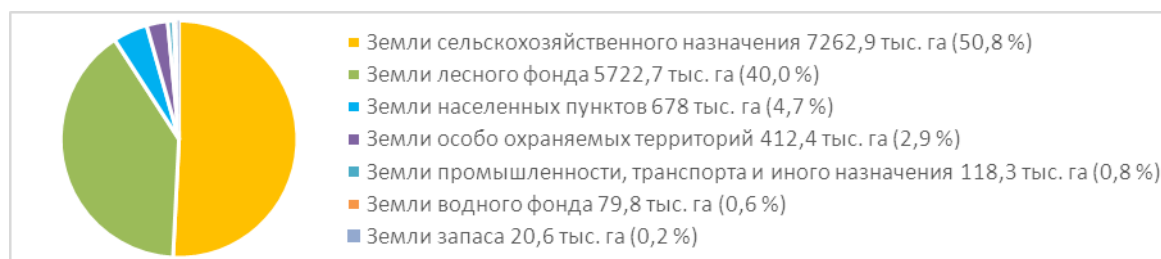 Земли сельскохозяйственного назначения 7262,9 тыс. га (50,8 %)
Земли лесного фонда 5722,7 тыс. га (40,0 %)
Земли населенных пунктов 678 тыс. га (4,7 %)
Земли особо охраняемых территорий 412,4 тыс. га (2,9 %)
Земли промышленности, транспорта и иного назначения 118,3 тыс. га (0,8 %)
Земли водного фонда 79,8 тыс. га (0,6 %)
Земли запаса 20,6 тыс. га (0,2 %)